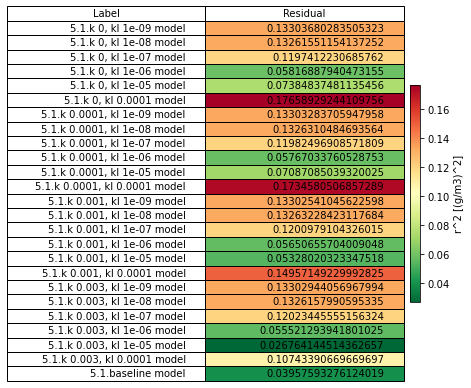 Label Residual
5.1.k 0, kl 1e-09 model 0.13303680283505323
5.1.k 0, kl 1e-08 model 0.13261551154137252
5.1.k 0, kl 1e-07 model 0.1197412230685762
5.1.k 0, kl 1e-06 model 0.05816887940473155
5.1.k 0, kl 1e-05 model 0.07384837481135456
5.1.k 0, kl 0.0001 model 0.17658929244109756
5.1.k 0.0001, kl 1e-09 model 0.13303283705947958
5.1.k 0.0001, kl 1e-08 model 0.1326310484693564
5.1.k 0.0001, kl 1e-07 model 0.11982496908571809
5.1.k 0.0001, kl 1e-06 model 0.05767033760528753
5.1.k 0.0001, kl 1e-05 model 0.07087085039320025
5.1.k 0.0001, kl 0.0001 model 0.1734580506857289
5.1.k 0.001, kl 1e-09 model 0.13302541045622598
5.1.k 0.001, kl 1e-08 model 0.13263228423117684
5.1.k 0.001, kl 1e-07 model 0.1200979104326015
5.1.k 0.001, kl 1e-06 model 0.05650655704009048
5.1.k 0.001, kl 1e-05 model 0.05328020323347518
5.1.k 0.001, kl 0.0001 model 0.14957149229992825
5.1.k 0.003, kl 1e-09 model 0.13302944056967994
5.1.k 0.003, kl 1e-08 model 0.1326157990595335
5.1.k 0.003, kl 1e-07 model 0.12023445555156324
5.1.k 0.003, kl 1e-06 model 0.055521293941801025
5.1.k 0.003, kl 1e-05 model 0.026764144514362657
5.1.k 0.003, kl 0.0001 model 0.10743390669669697
5.1.baseline model 0.03957593276124019
0.16
0.14
0.12
0.10
0.08
0.06
0.04
r^2 [(g/m3)^2]